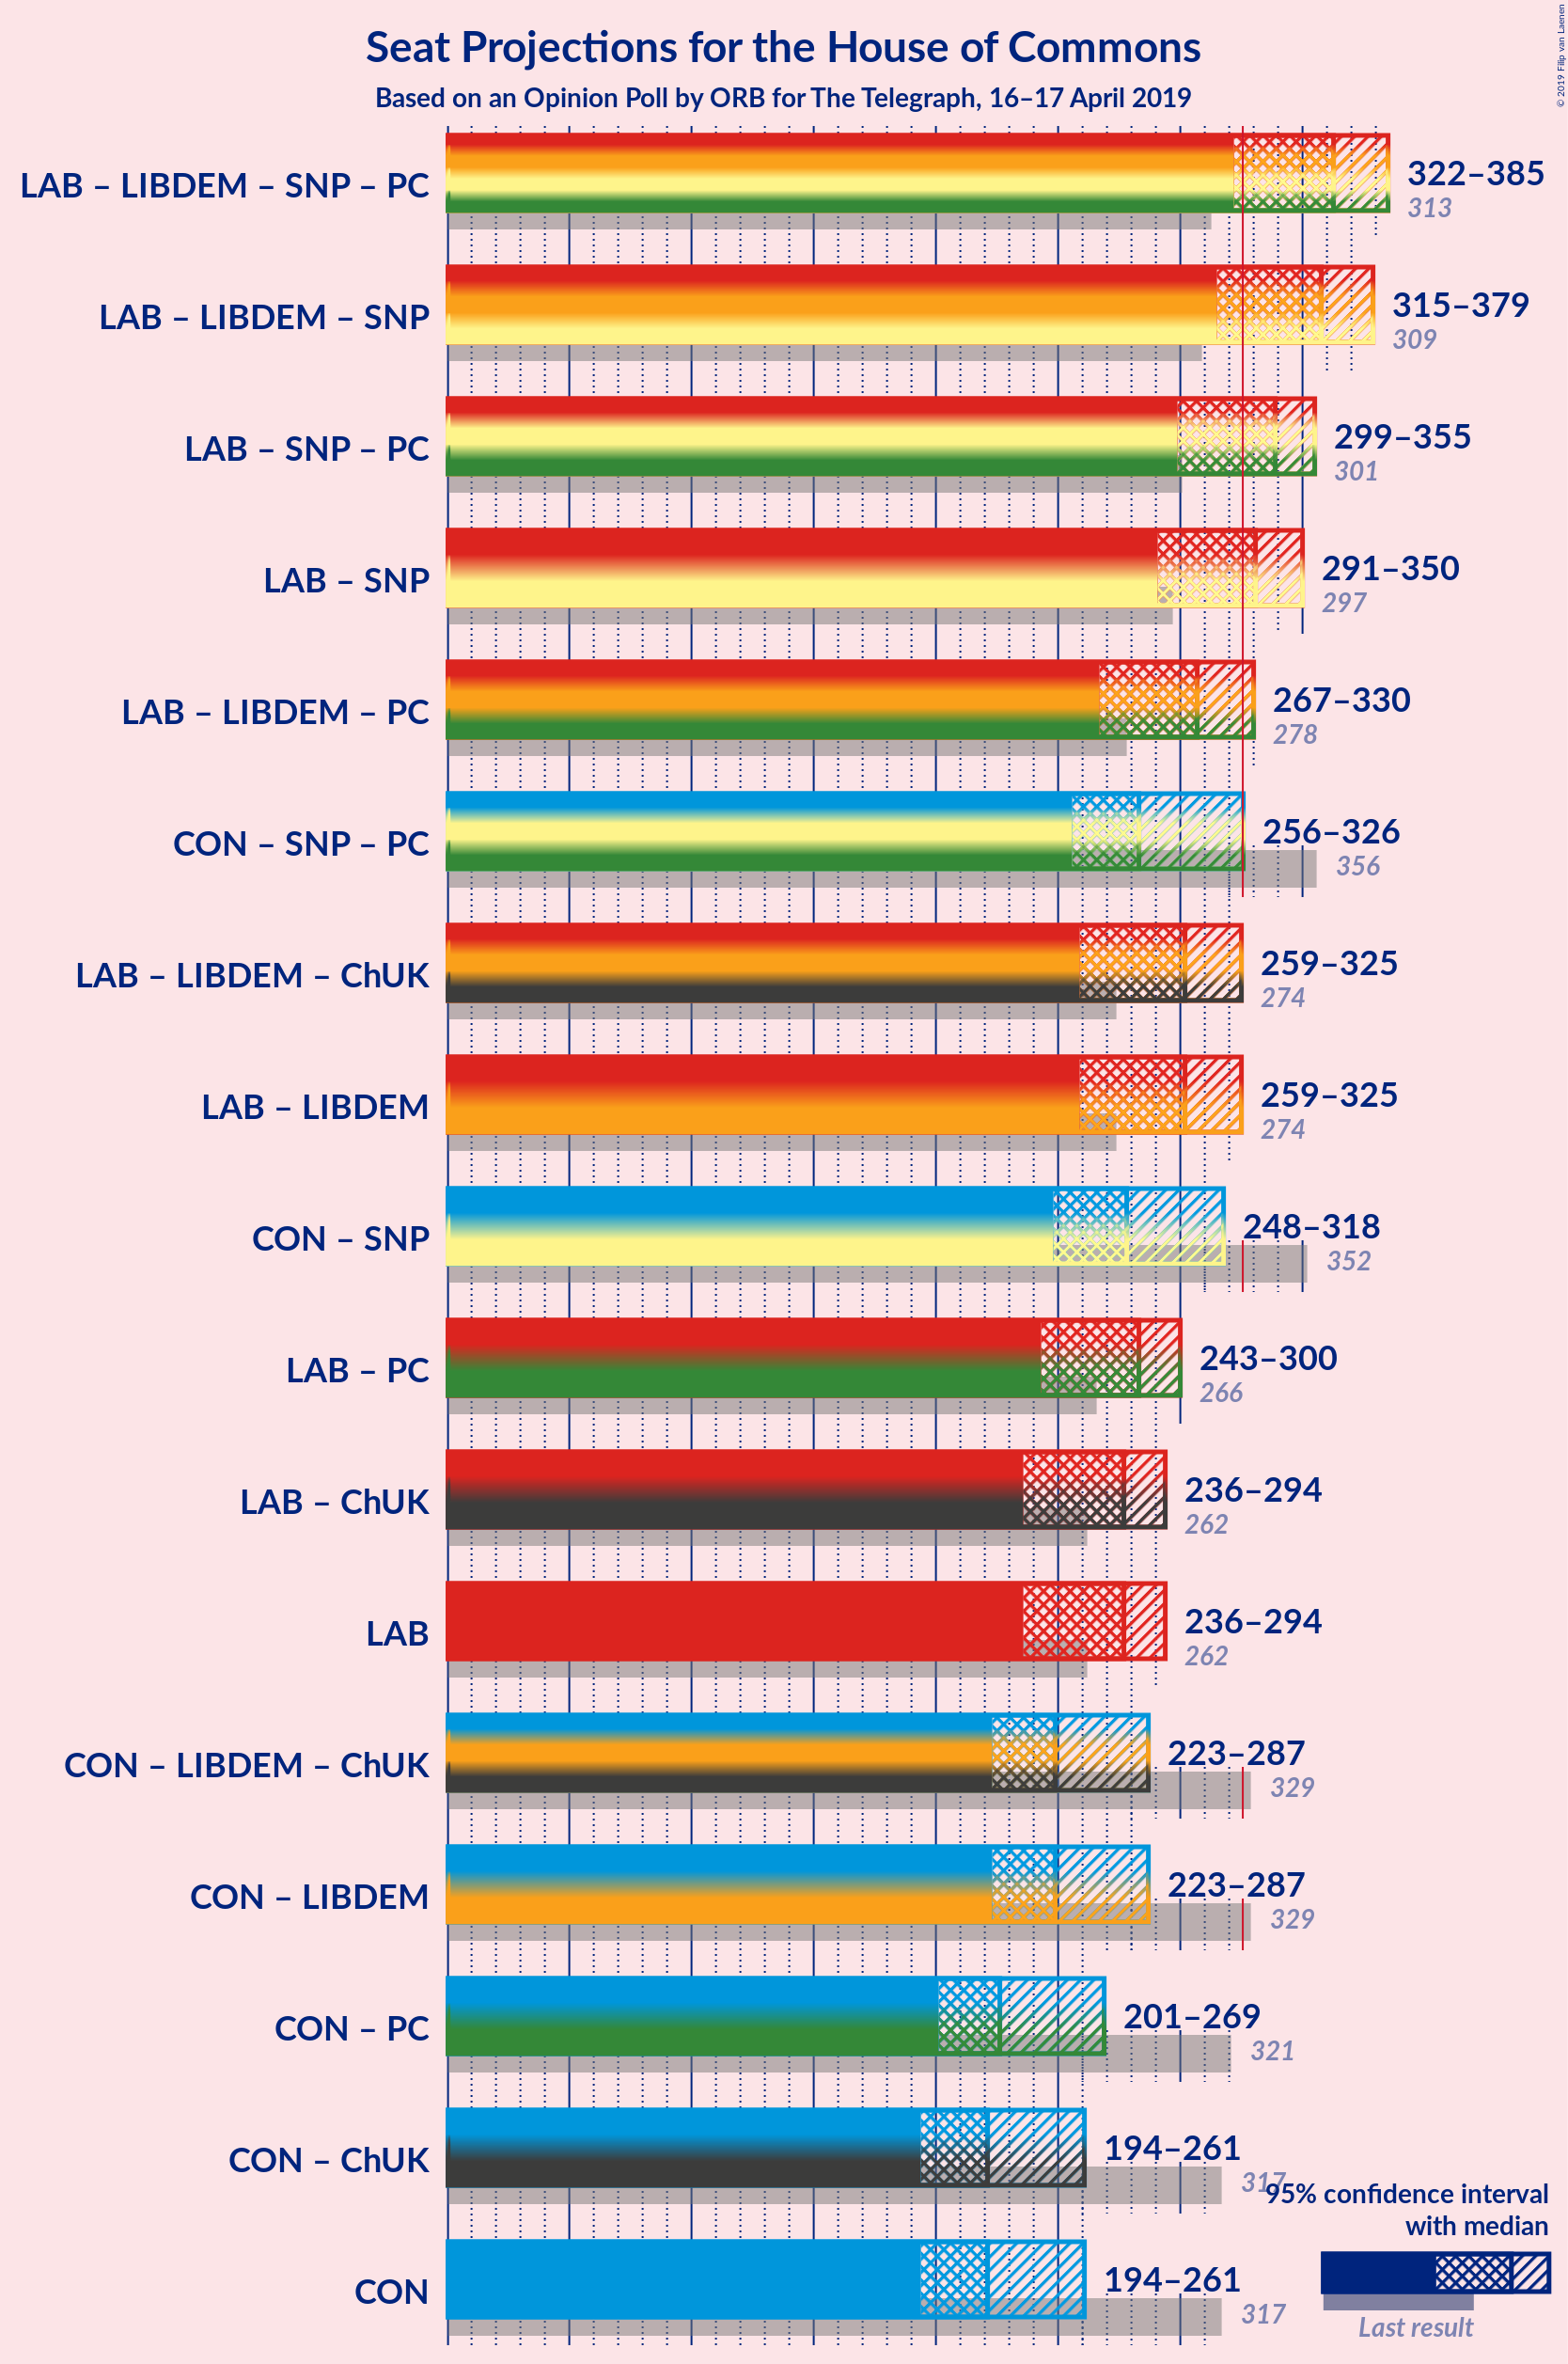 Seat Projections for the House of Commons
Based on an Opinion Poll by ORB for The Telegraph, 16–17 April 2019
© 2019 Filip van Laenen
LAB – LIBDEM – SNP – PC
322–385
313
LAB – LIBDEM – SNP
315–379
309
LAB – SNP – PC
299–355
301
LAB – SNP
291–350
297
LAB – LIBDEM – PC
267–330
278
CON – SNP – PC
256–326
356
LAB – LIBDEM – ChUK
259–325
274
LAB – LIBDEM
259–325
274
CON – SNP
248–318
352
LAB – PC
243–300
266
LAB – ChUK
236–294
262
LAB
236–294
262
CON – LIBDEM – ChUK
223–287
329
CON – LIBDEM
223–287
329
CON – PC
201–269
321
CON – ChUK
194–261
317
CON
194–261
317
95% confidence interval
with median
Last result